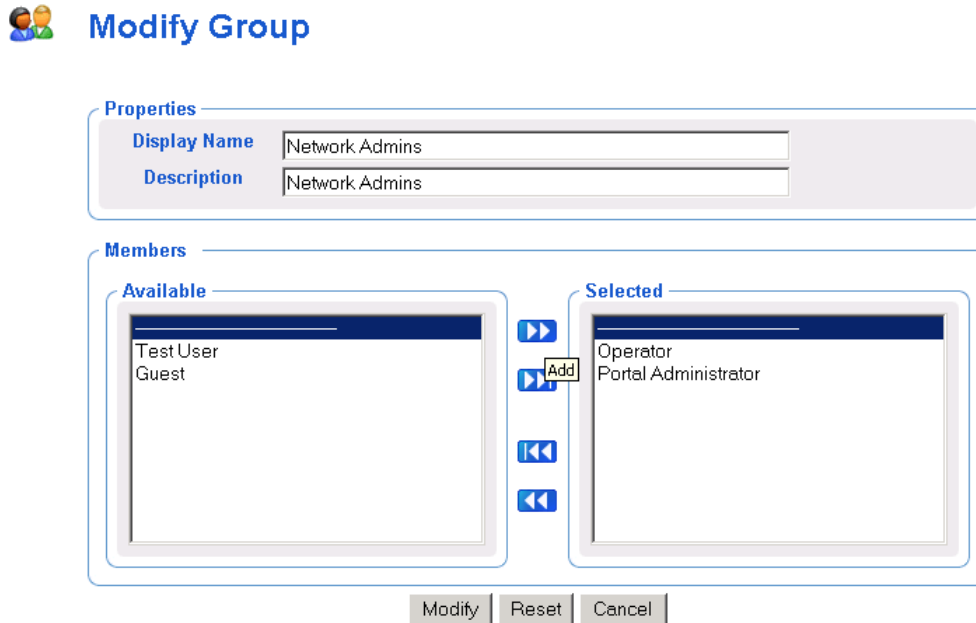 Modify Group
Properties
Display Name
Network Admins
Description
Network Admins
Members
Available
Selected
Test User
Guest
Add
Operator
Portal Administrator
Modify
Reset
Cancel